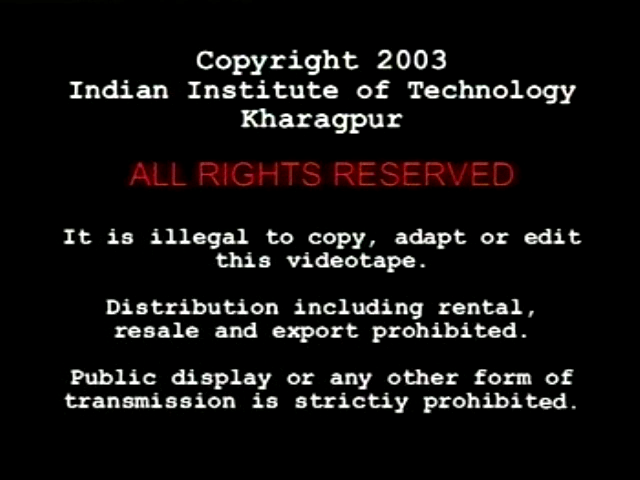 Copyright 2003
Indian Institute of Technology
Kharagpur
ALL RIGHTS RESERVED
It is illegal to copy, adapt or edit
this videotape.
Distribution including rental,
resale and export prohibited.
Public display or any other form of
transmission is strictiy prohibited.